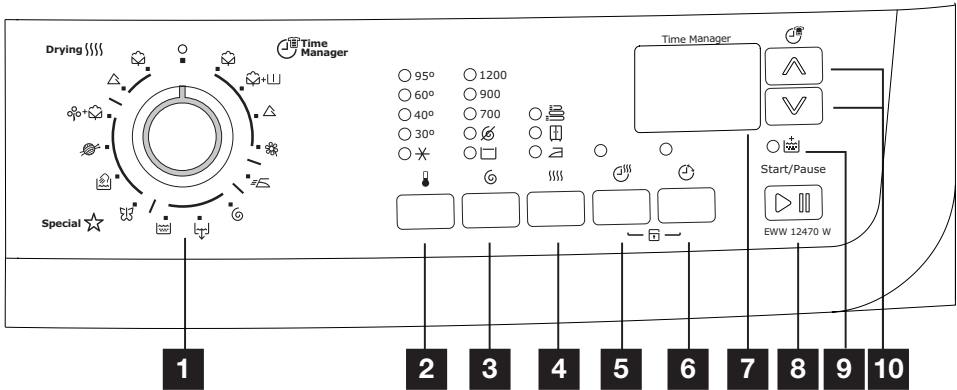 Drying
Time
Manager
Special
95º
60º
40º
30º
1200
900
700
Time Manager
Start/Pause
EWW 12470 W
1
2
3
4
5
6
7
8
9
10